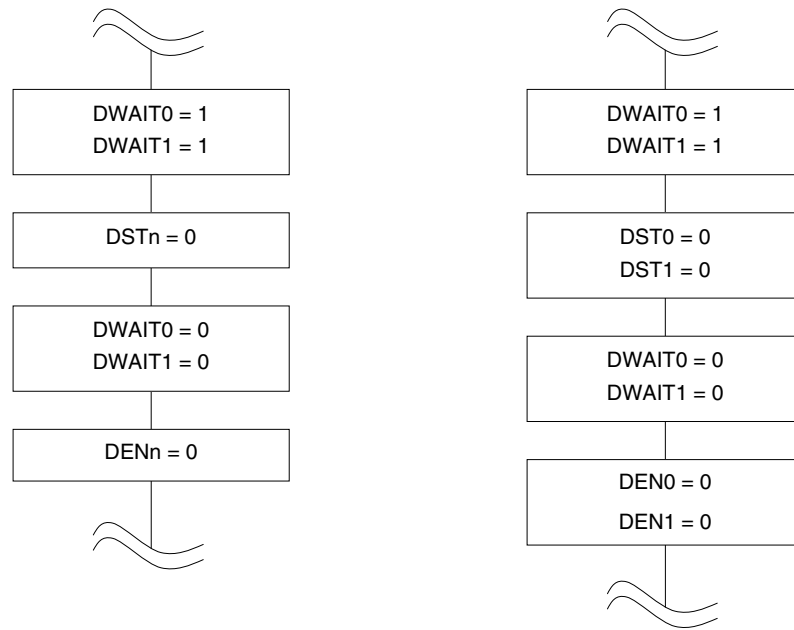 DWAIT0 = 1
DWAIT1 = 1
DSTn = 0
DWAIT0 = 0
DWAIT1 = 0
DENn = 0
DWAIT0 = 1
DWAIT1 = 1
DST0 = 0
DST1 = 0
DWAIT0 = 0
DWAIT1 = 0
DEN0 = 0
DEN1 = 0